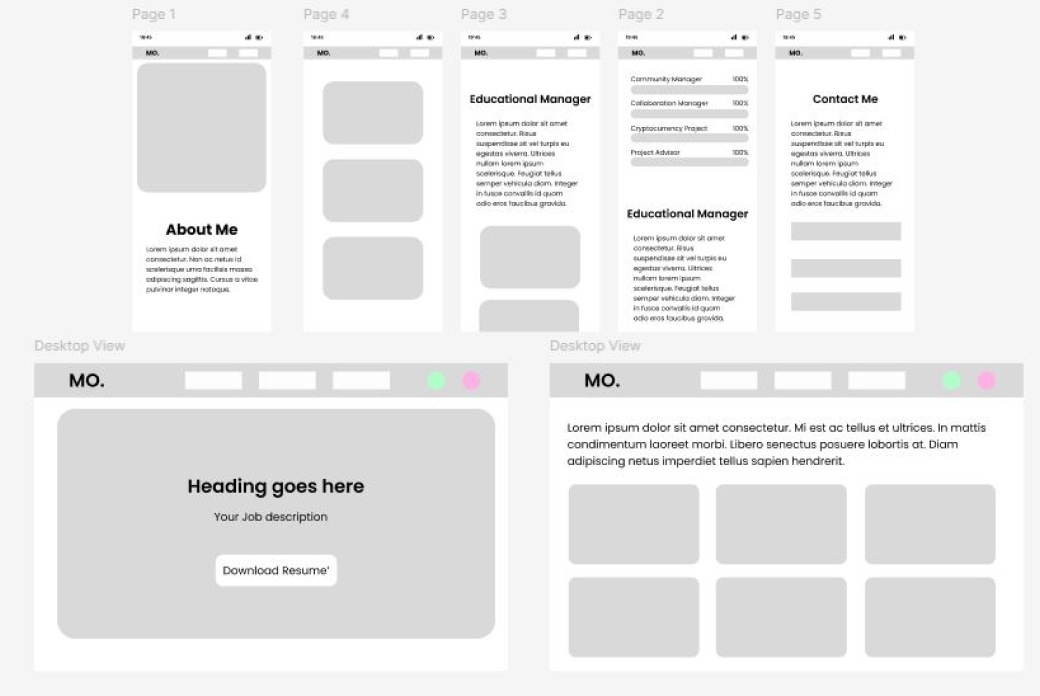 Page 1
19:45
MO.
About Me
Lorem ipsum dolor sit amet
consectetur. Non ac netus id
scelerisque urna facilisis massa
adipiscing sagittis. Cursus a vitae
pulvinar integer natoque.
Page 4
19:45
MO.
Page 3
19:45
MO.
Educational Manager
Lorem ipsum dolor sit amet
consectetur. Risus
suspendisse sit vel turpis eu
egestas viverra. Ultrices
nullam lorem ipsum
scelerisque. Feugiat tellus
semper vehicula diam. Integer
in fusce convallis id quam
odio eros faucibus gravida.
Page 2
19:45
MO.
Community Manager 100%
Collaboration Manager 100%
Cryptocurrency Project 100%
Project Advisor 100%
Educational Manager
Lorem ipsum dolor sit amet
consectetur. Risus
suspendisse sit vel turpis eu
egestas viverra. Ultrices
nullam lorem ipsum
scelerisque. Feugiat tellus
semper vehicula diam. Integer
in fusce convallis id quam
odio eros faucibus gravida.
Page 5
19:45
MO.
Contact Me
Lorem ipsum dolor sit amet
consectetur. Risus
suspendisse sit vel turpis eu
egestas viverra. Ultrices
nullam lorem ipsum
scelerisque. Feugiat tellus
semper vehicula diam. Integer
in fusce convallis id quam
odio eros faucibus gravida.
Desktop View
MO.
Heading goes here
Your Job description
Download Resume'
Desktop View
MO.
Lorem ipsum dolor sit amet consectetur. Mi est ac tellus et ultrices. In mattis
condimentum laoreet morbi. Libero senectus posuere lobortis at. Diam
adipiscing netus imperdiet tellus sapien hendrerit.